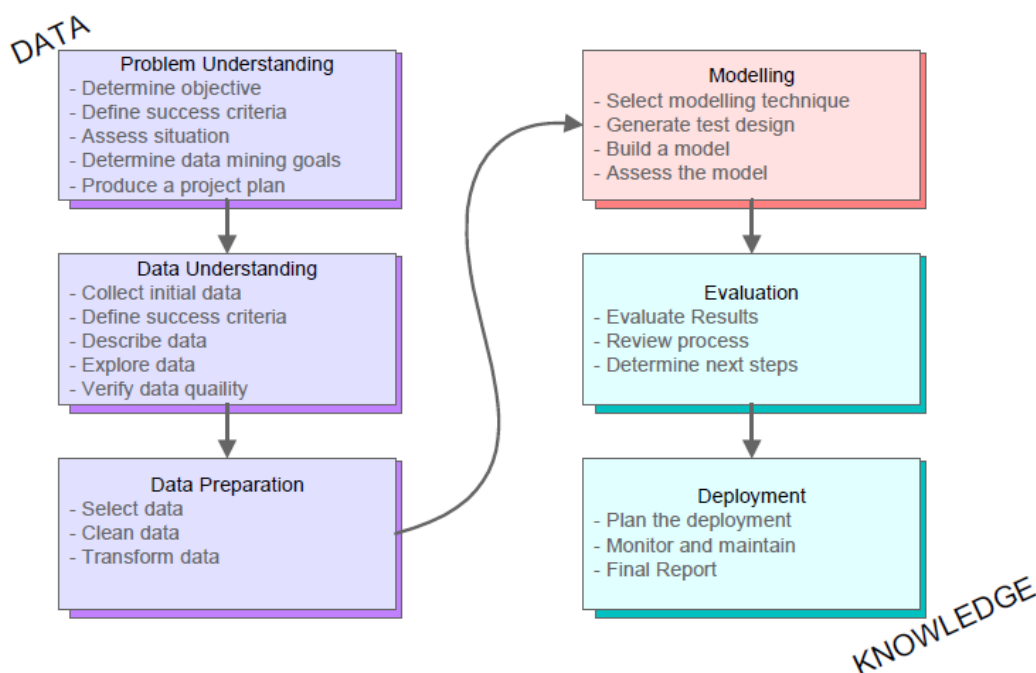 DATA
Problem Understanding
- Determine objective
- Define success criteria
- Assess situation
- Determine data mining goals
- Produce a project plan
Data Understanding
- Collect initial data
- Define success criteria
- Describe data
- Explore data
- Verify data quaility
Data Preparation
- Select data
- Clean data
- Transform data
Modelling
- Select modelling technique
- Generate test design
- Build a model
- Assess the model
Evaluation
- Evaluate Results
- Review process
- Determine next steps
Deployment
- Plan the deployment
- Monitor and maintain
- Final Report
KNOWLEDGE